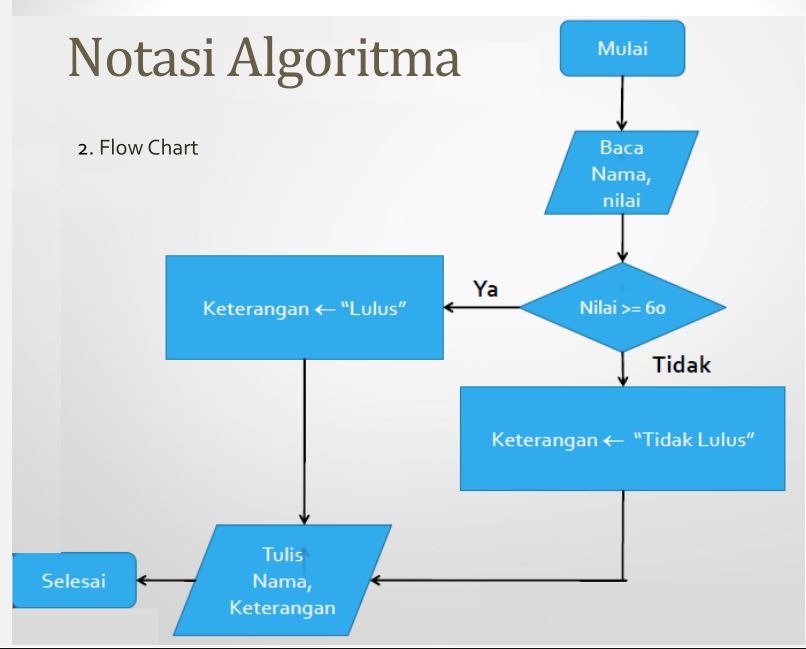 Notasi Algoritma
2. Flow Chart
Mulai
Baca
Nama,
nilai
Nilai >= 60
Ya
Tidak
Keterangan ← “Lulus”
Keterangan ← “Tidak Lulus”
Tulis
Nama,
Keterangan
Selesai